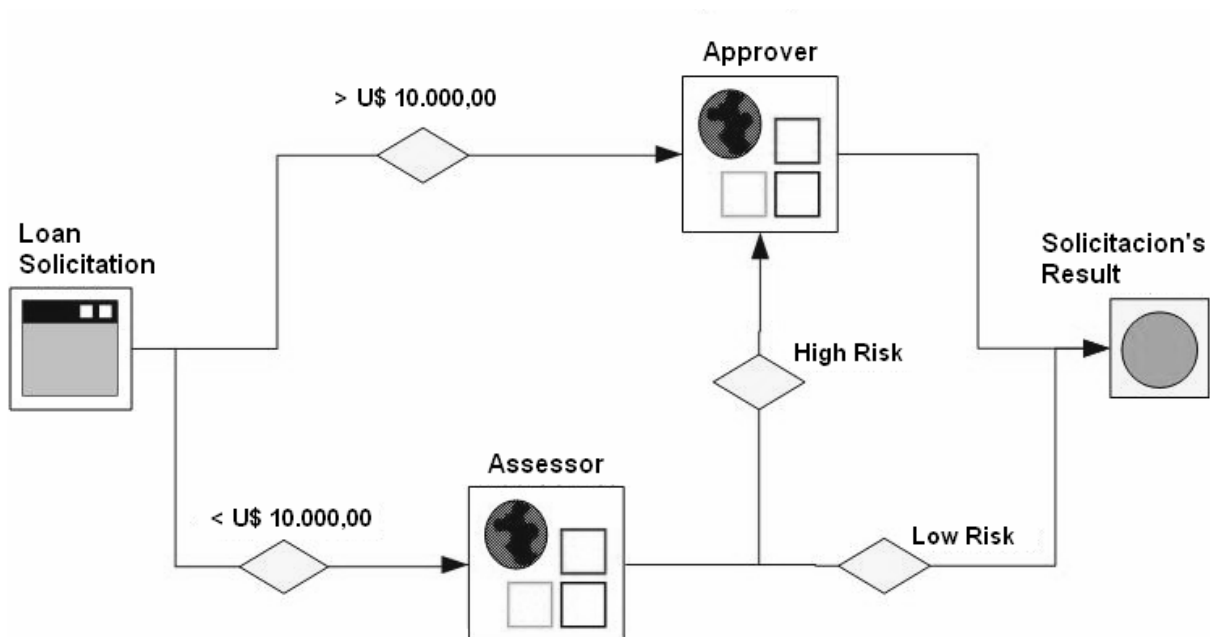 Approver
> U$ 10.000,00
Loan
Solicitation
Solicitacion's
Result
High Risk
Assessor
< U$ 10.000,00
Low Risk